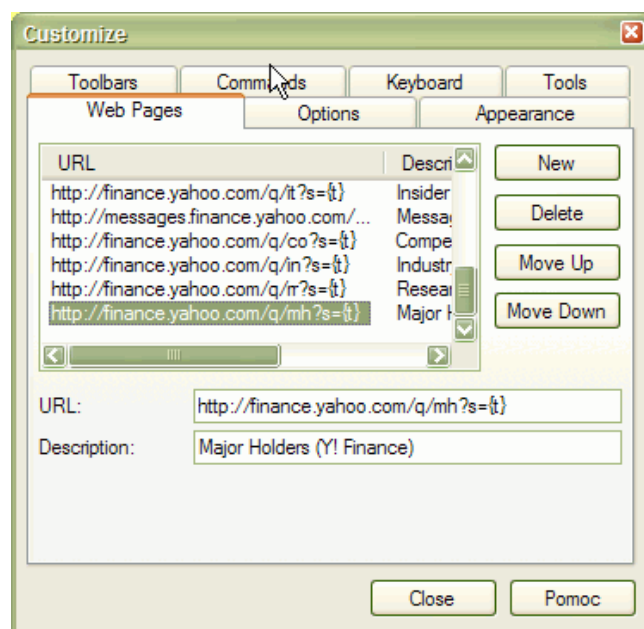 Customize
Toolbars Commands Keyboard Tools
Web Pages Options Appearance
URL Descri
New
http://finance.yahoo.com/q/it?s={t} Insider
http://messages.finance.yahoo.com/... Messag
Delete
http://finance.yahoo.com/q/co?s={t} Compe
http://finance.yahoo.com/q/in?s={t} Industr
Move Up
http://finance.yahoo.com/q/rr?s={t} Resear
http://finance.yahoo.com/q/mh?s={t} Major H
Move Down
URL: http://finance.yahoo.com/q/mh?s={t}
Description: Major Holders (Y! Finance)
Close Pomoc